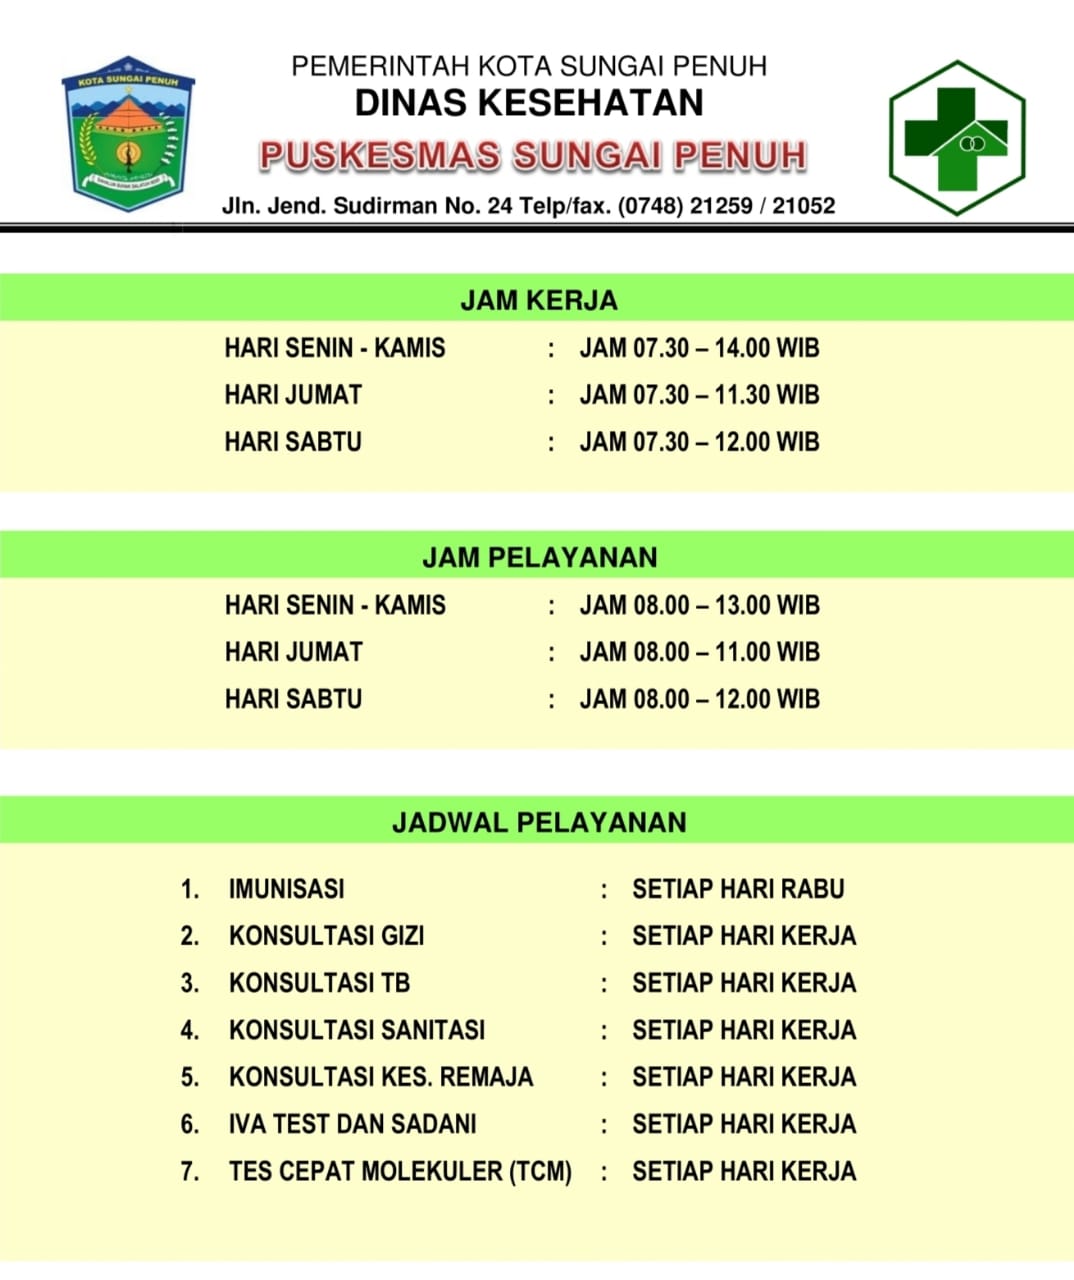 KOTA SUNGAI PENUH
PEMERINTAH KOTA SUNGAI PENUH
DINAS KESEHATAN
PUSKESMAS SUNGAI PENUH
Jln. Jend. Sudirman No. 24 Telp/fax. (0748) 21259 / 21052
JAM KERJA
HARI SENIN - KAMIS : JAM 07.30 – 14.00 WIB
HARI JUMAT : JAM 07.30 – 11.30 WIB
HARI SABTU : JAM 07.30 – 12.00 WIB
JAM PELAYANAN
HARI SENIN - KAMIS : JAM 08.00 – 13.00 WIB
HARI JUMAT : JAM 08.00 – 11.00 WIB
HARI SABTU : JAM 08.00 – 12.00 WIB
JADWAL PELAYANAN
1. IMUNISASI : SETIAP HARI RABU
2. KONSULTASI GIZI : SETIAP HARI KERJA
3. KONSULTASI TB : SETIAP HARI KERJA
4. KONSULTASI SANITASI : SETIAP HARI KERJA
5. KONSULTASI KES. REMAJA : SETIAP HARI KERJA
6. IVA TEST DAN SADANI : SETIAP HARI KERJA
7. TES CEPAT MOLEKULER (TCM) : SETIAP HARI KERJA